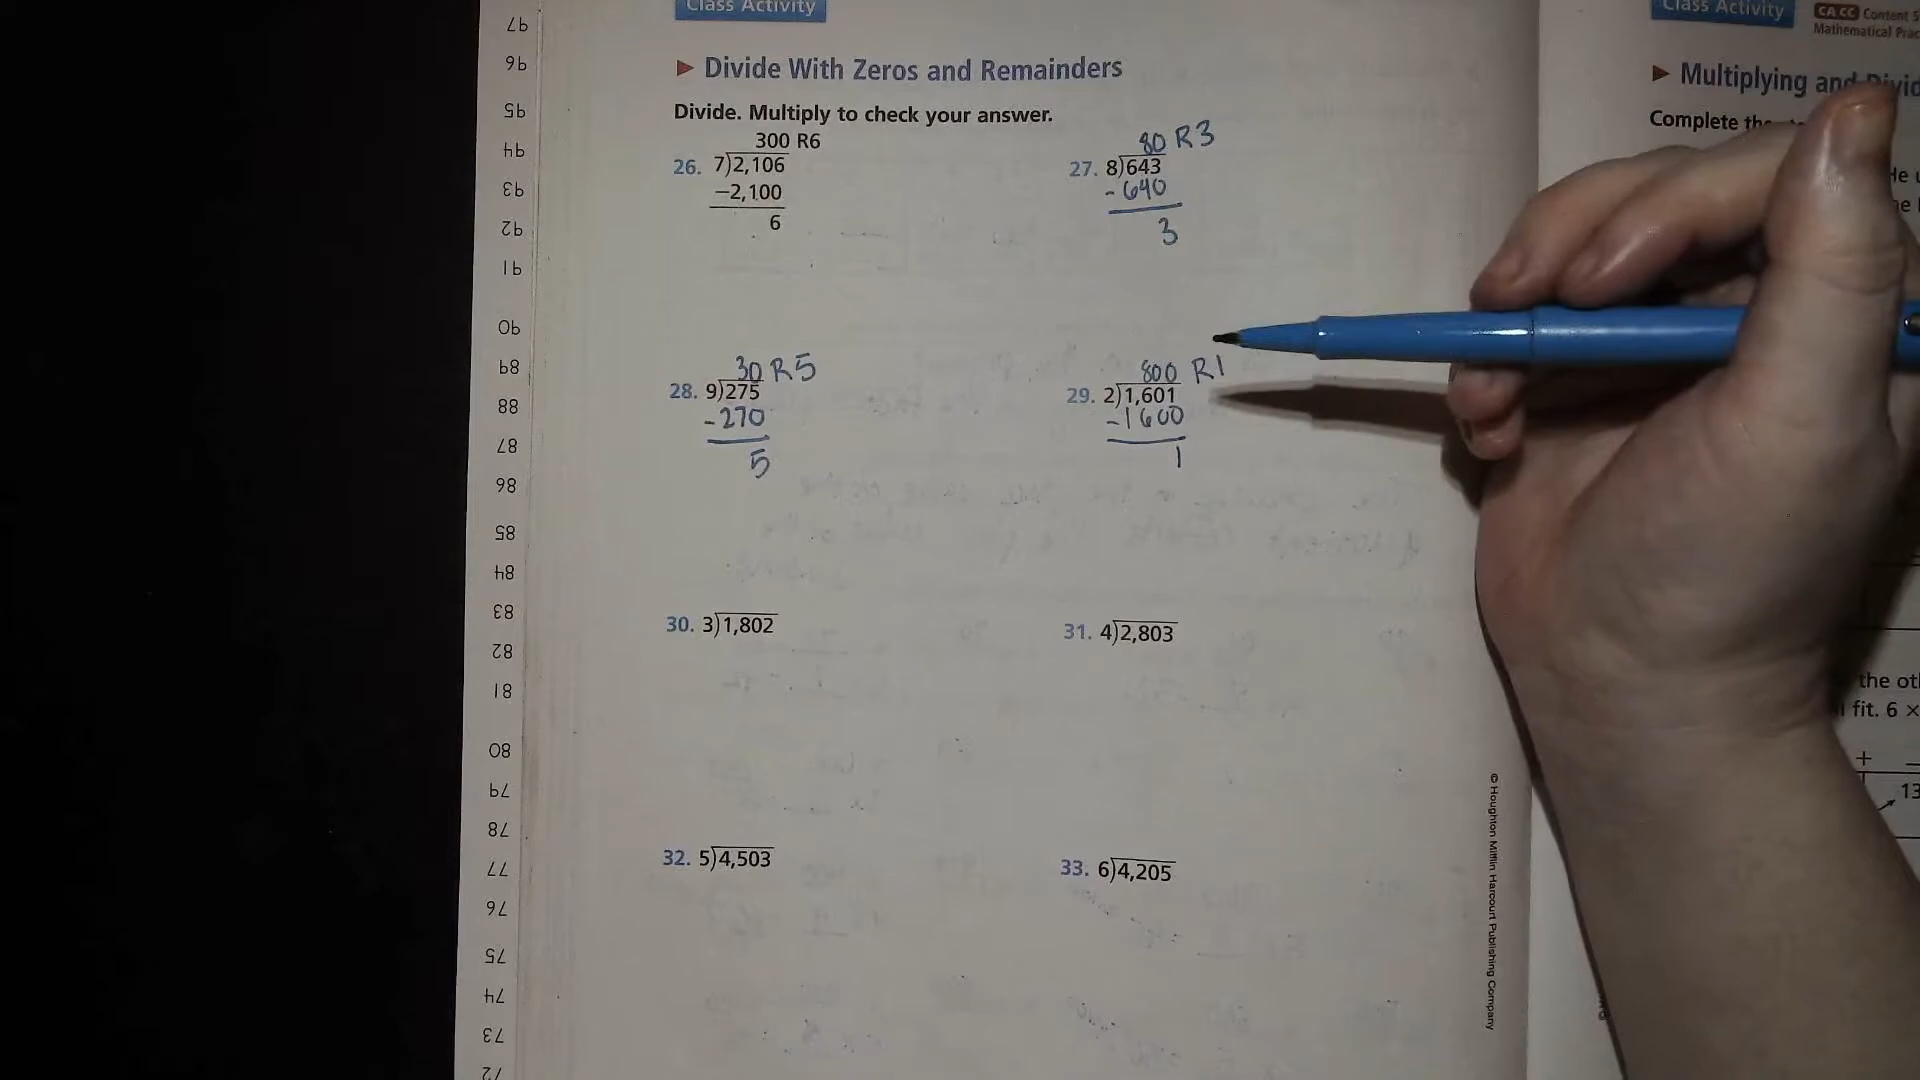 Class Activity
▶ Divide With Zeros and Remainders
Divide. Multiply to check your answer.
300 R6
26. 7)2,106
−2,100
6
80 R3
27. 8)643
- 640
3
30 R5
28. 9)275
- 270
5
800 R1
29. 2)1,601
- 1600
1
30. 3)1,802
31. 4)2,803
32. 5)4,503
33. 6)4,205
© Houghton Mifflin Harcourt Publishing Company
97
96
95
94
93
92
91
90
89
88
87
86
85
84
83
82
81
80
79
78
77
76
75
74
73
72
Class Activity
CA CC Content
Mathematical
▶ Multiplying and
Complete
the
fit. 6 ×
+
13